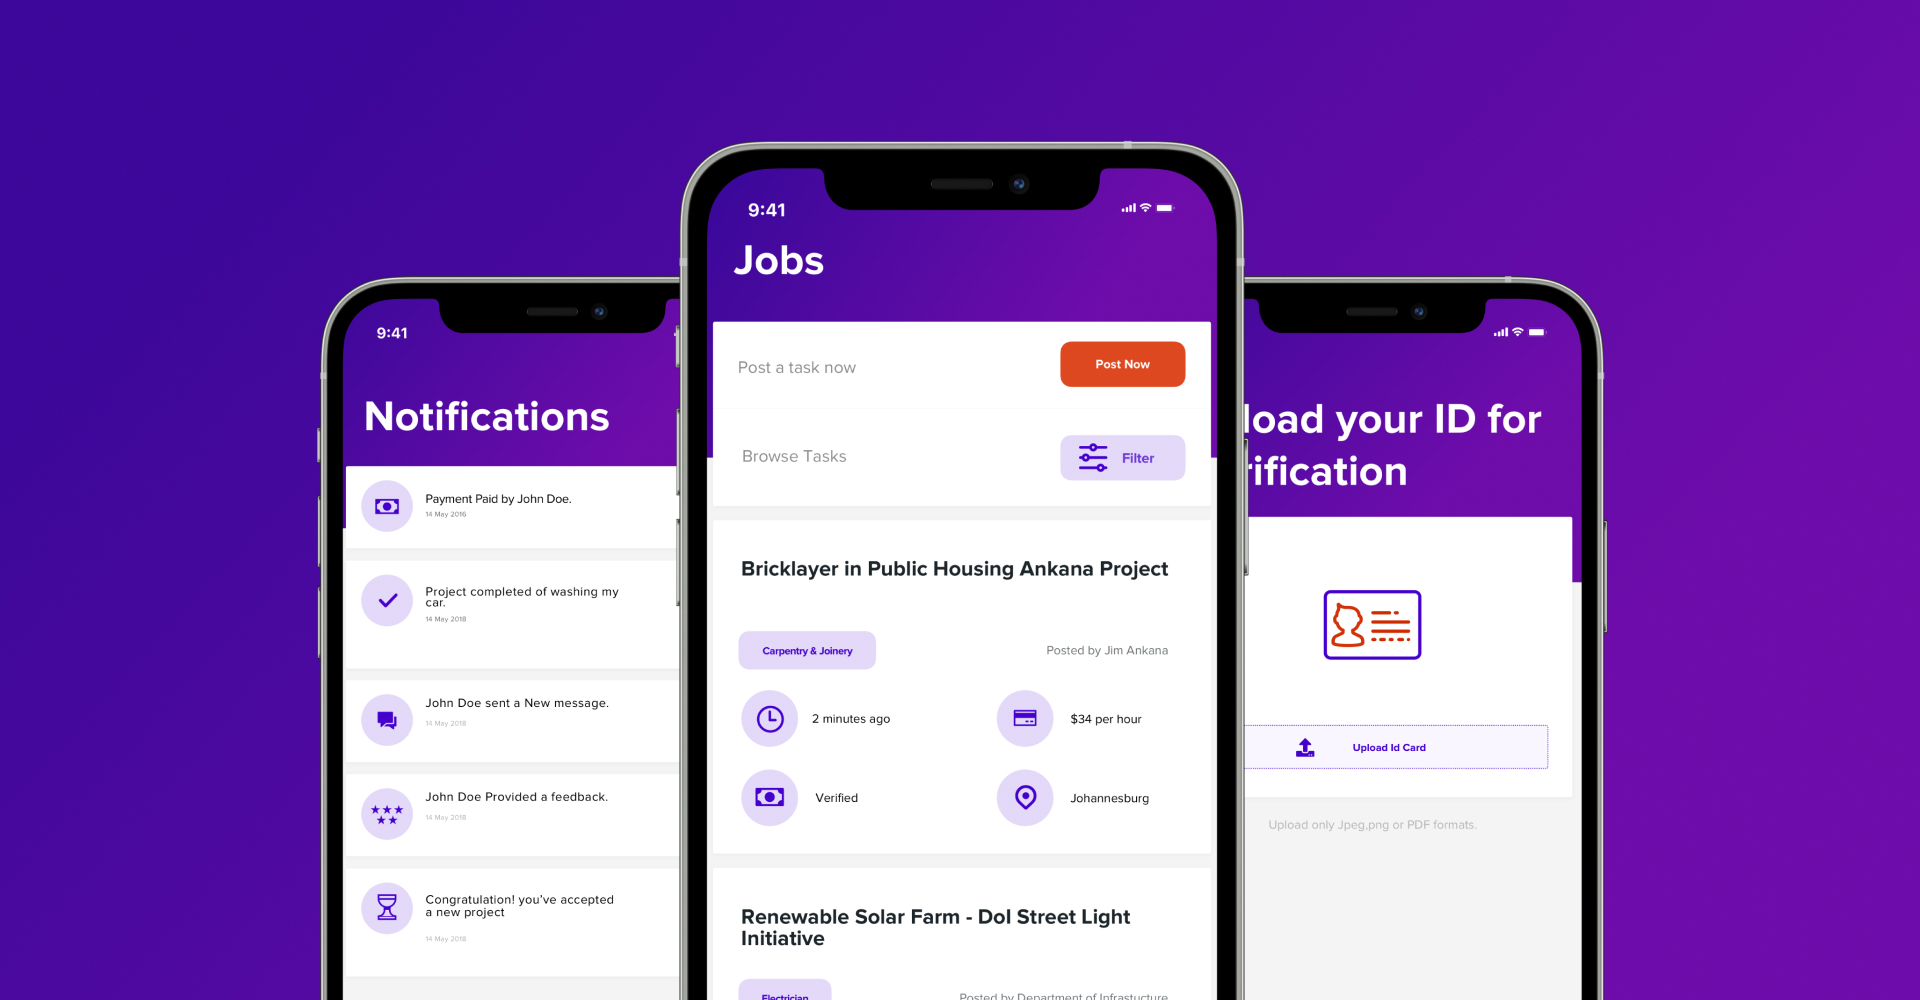 9:41
Notifications
Payment Paid by John Doe.
14 May 2016
Project completed of washing my
car.
14 May 2018
John Doe sent a New message.
14 May 2018
John Doe Provided a feedback.
14 May 2018
Congratulation! you've accepted
a new project
14 May 2018
9:41
Jobs
Post a task now
Post Now
Browse Tasks
Filter
Bricklayer in Public Housing Ankana Project
Carpentry & Joinery
Posted by Jim Ankana
2 minutes ago
$34 per hour
Verified
Johannesburg
Renewable Solar Farm - Dol Street Light
Initiative
Electrician
Posted by Department of Infrastucture
load your ID for
rification
Upload Id Card
Upload only Jpeg,png or PDF formats.